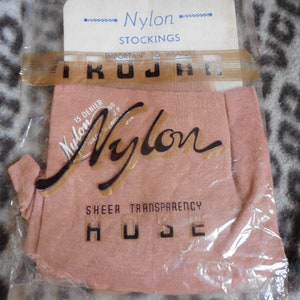 Nylon
STOCKINGS
TROJAN
15 DENIER
Nylon
Nylon
SHEER TRANSPARENCY
HOSE